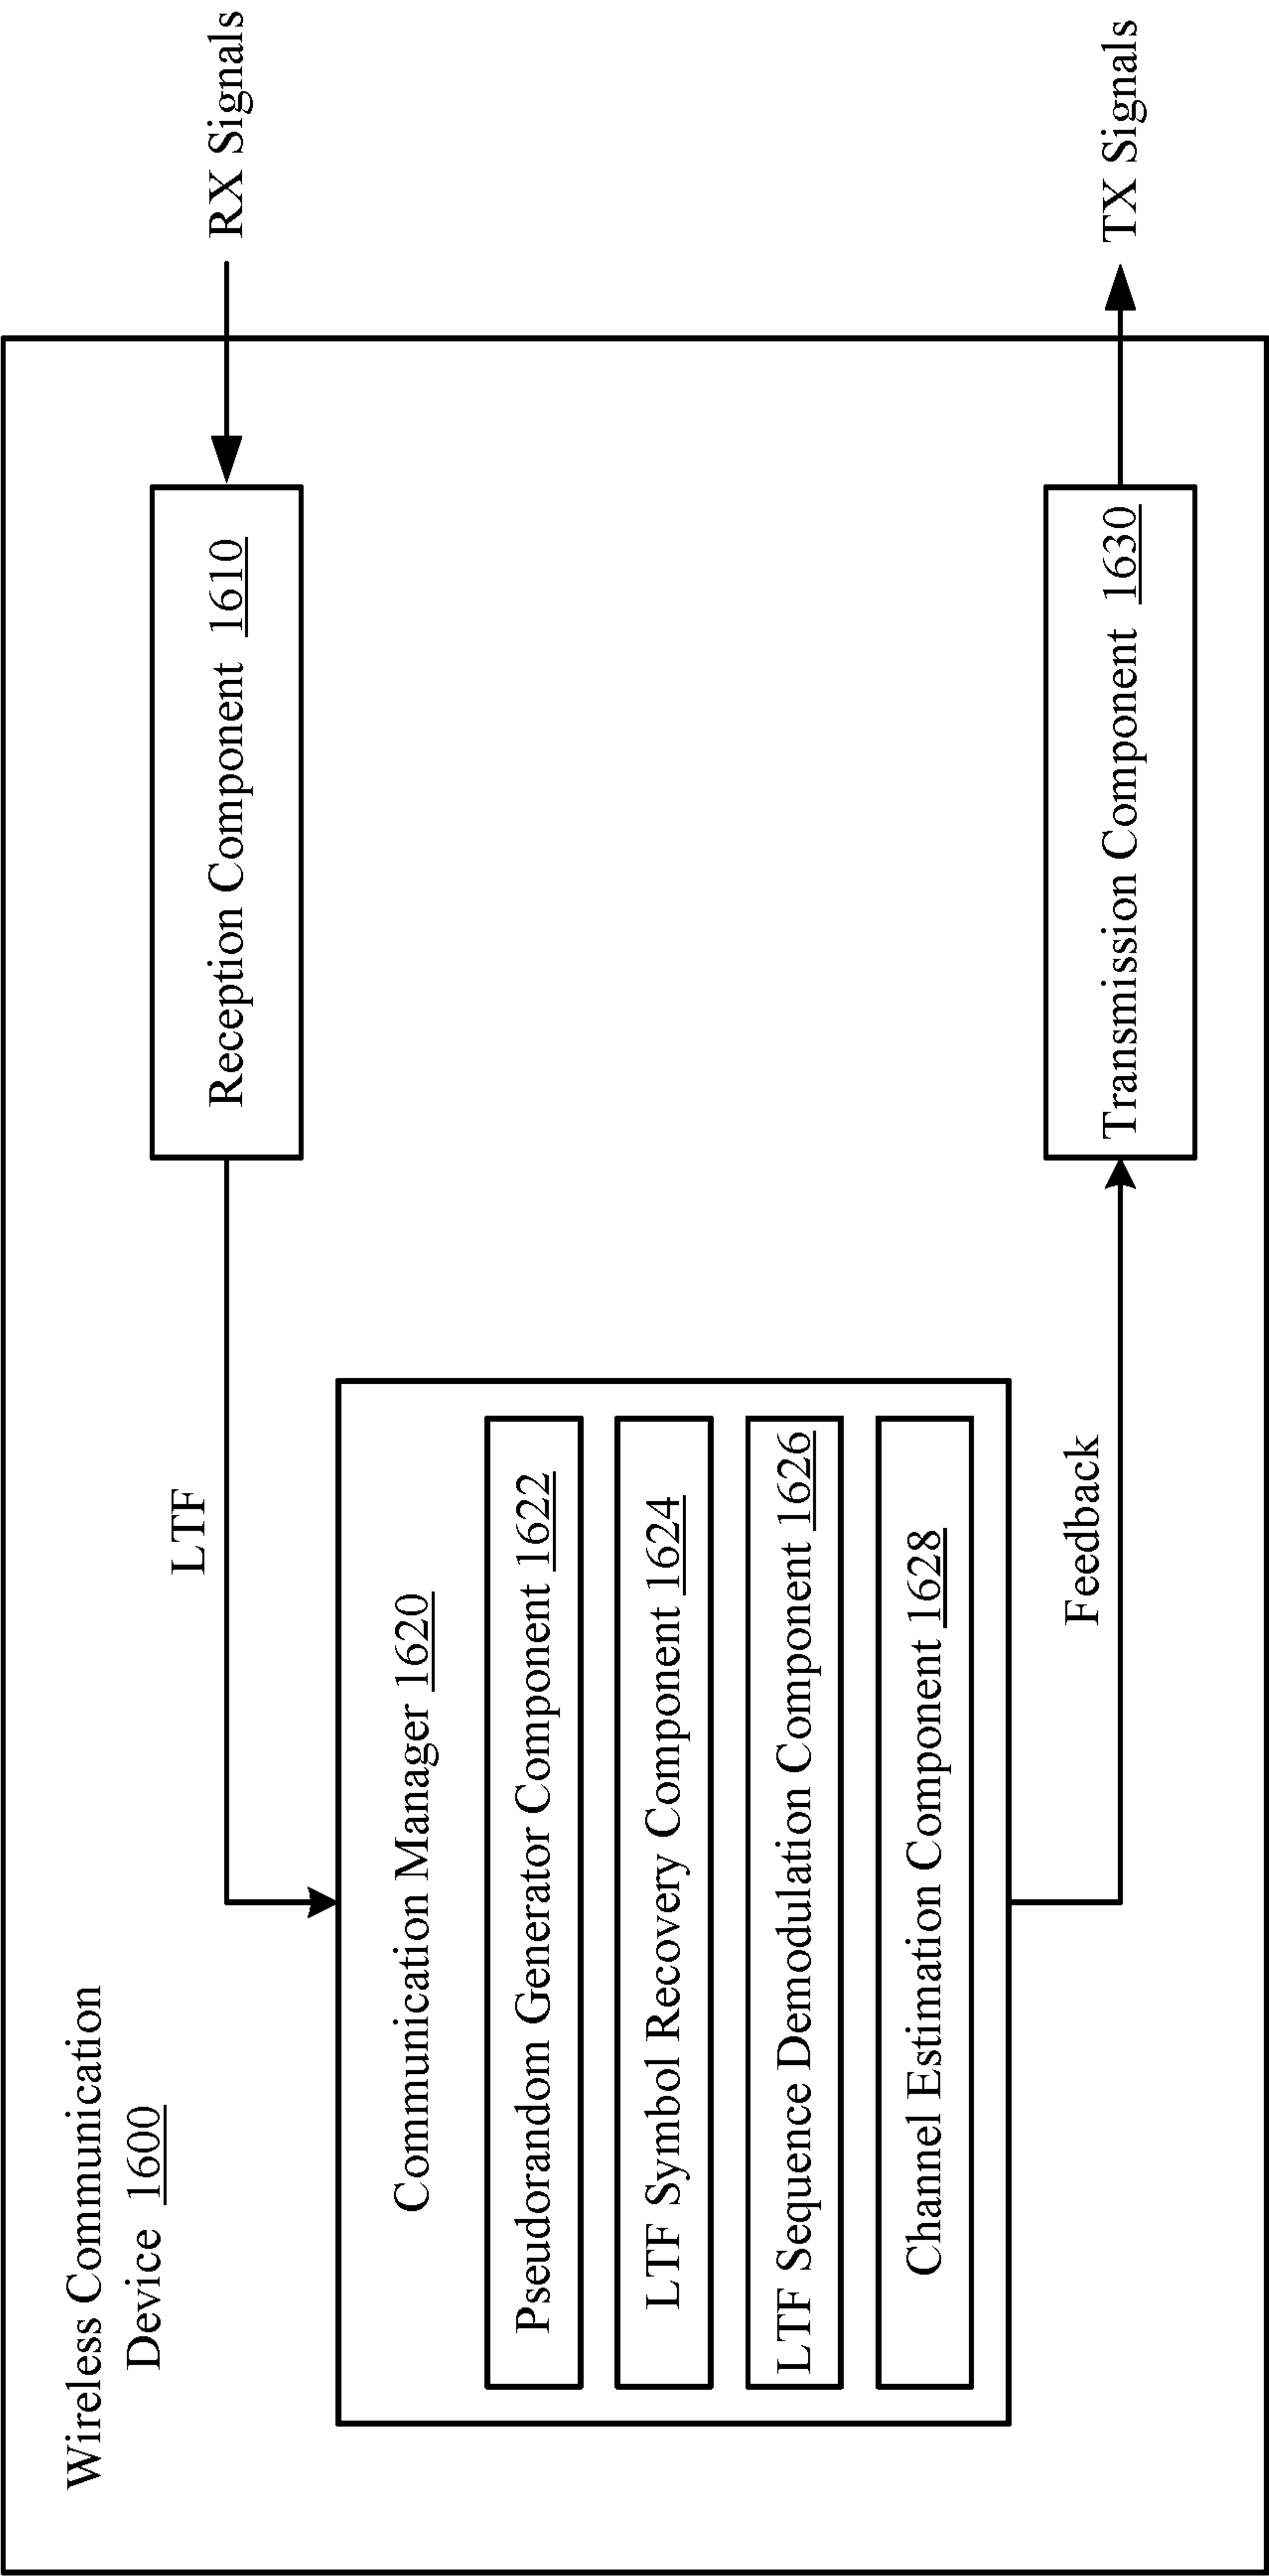 Wireless Communication
Device 1600
LTF
RX Signals
Reception Component 1610
Communication Manager 1620
Pseudorandom Generator Component 1622
LTF Symbol Recovery Component 1624
LTF Sequence Demodulation Component 1626
Channel Estimation Component 1628
Feedback
Transmission Component 1630
TX Signals